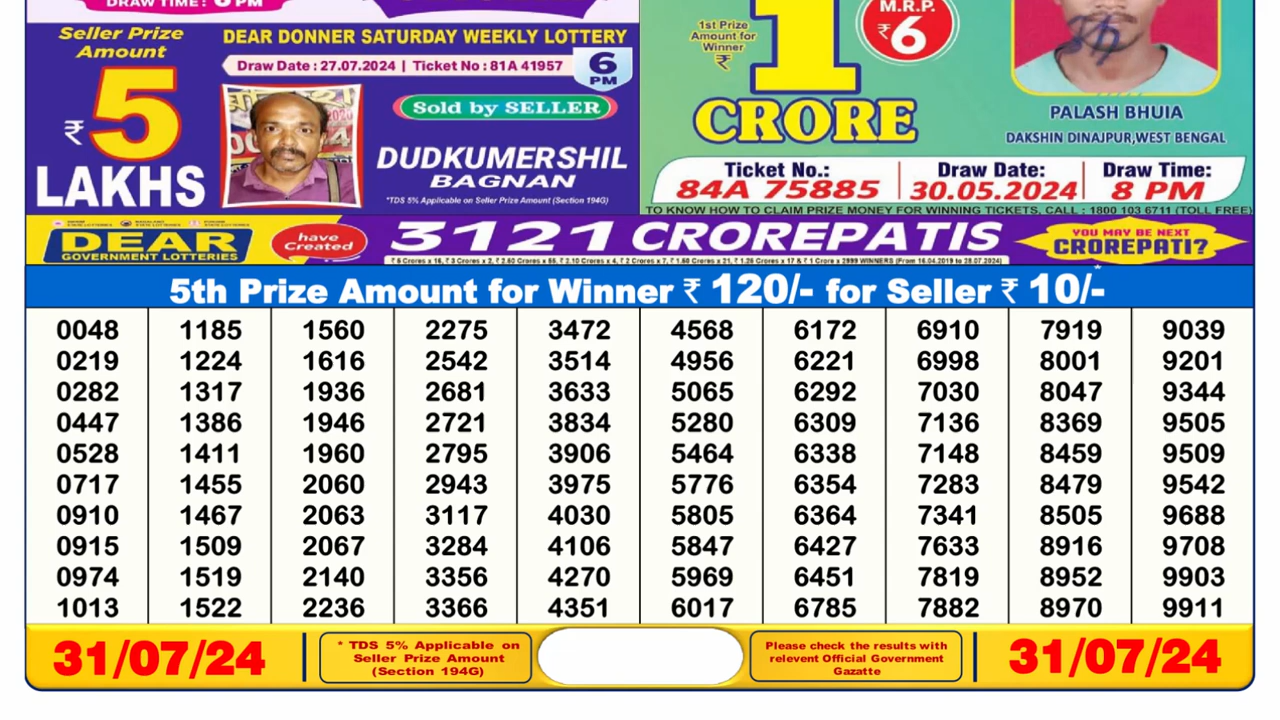 DRAW TIME: 6 PM
Seller Prize
Amount
₹ 5
LAKHS
DEAR DONNER SATURDAY WEEKLY LOTTERY
Draw Date : 27.07.2024 | Ticket No : 81A 41957
6
PM
Sold by SELLER
DUDKUMERSHIL
BAGNAN
*TDS 5% Applicable on Seller Prize Amount (Section 194G)
1st Prize
Amount for
Winner
₹
1
CRORE
M.R.P.
₹6
PALASH BHUIA
DAKSHIN DINAJPUR,WEST BENGAL
Ticket No.: Draw Date: Draw Time:
84A 75885 30.05.2024 8 PM
TO KNOW HOW TO CLAIM PRIZE MONEY FOR WINNING TICKETS, CALL : 1800 103 6711 (TOLL FREE)
DEAR
GOVERNMENT LOTTERIES
have
Created
3121 CROREPATIS
YOU MAY BE NEXT
CROREPATI?
5th Prize Amount for Winner ₹ 120/- for Seller ₹ 10/-*
0048 1185 1560 2275 3472 4568 6172 6910 7919 9039
0219 1224 1616 2542 3514 4956 6221 6998 8001 9201
0282 1317 1936 2681 3633 5065 6292 7030 8047 9344
0447 1386 1946 2721 3834 5280 6309 7136 8369 9505
0528 1411 1960 2795 3906 5464 6338 7148 8459 9509
0717 1455 2060 2943 3975 5776 6354 7283 8479 9542
0910 1467 2063 3117 4030 5805 6364 7341 8505 9688
0915 1509 2067 3284 4106 5847 6427 7633 8916 9708
0974 1519 2140 3356 4270 5969 6451 7819 8952 9903
1013 1522 2236 3366 4351 6017 6785 7882 8970 9911
31/07/24
* TDS 5% Applicable on
Seller Prize Amount
(Section 194G)
Please check the results with
relevent Official Government
Gazatte
31/07/24